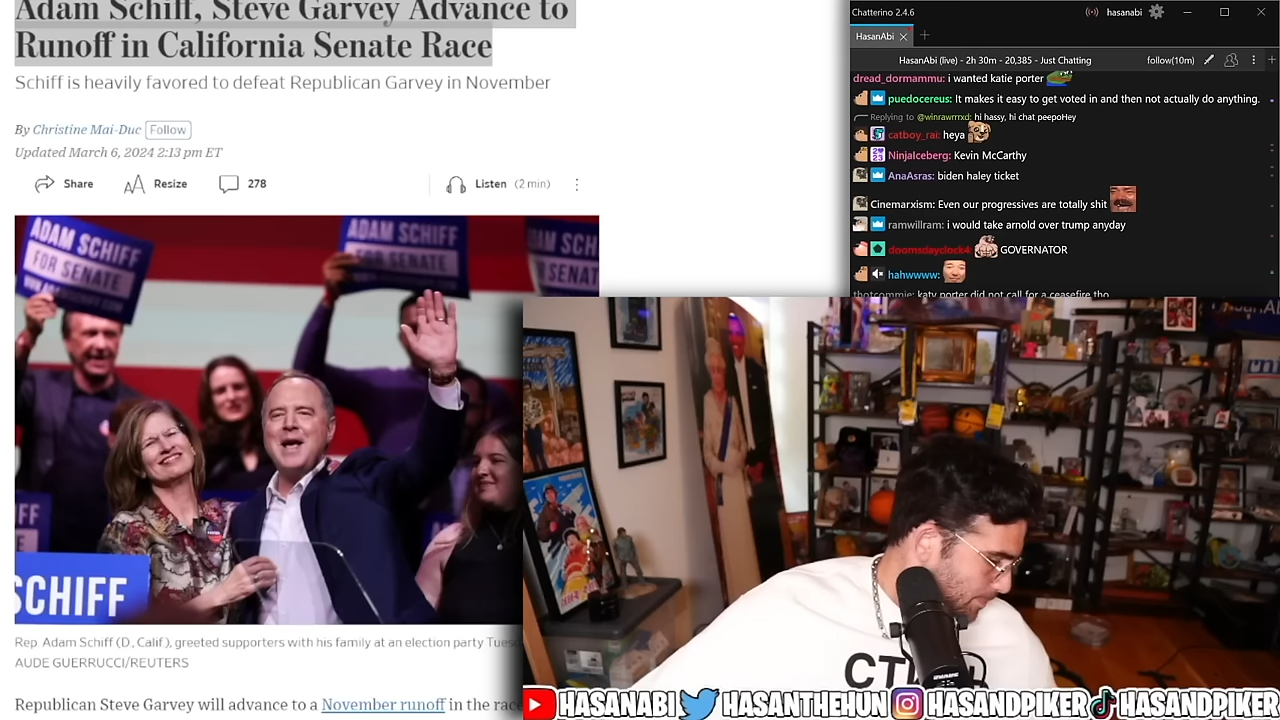 Adam Schiff, Steve Garvey Advance to
Runoff in California Senate Race
Schiff is heavily favored to defeat Republican Garvey in November
By Christine Mai-Duc Follow
Updated March 6, 2024 2:13 pm ET
Share Resize 278 Listen (2 min)
ADAM SCHIFF
FOR SENATE
ADAM SCHIFF
FOR SENATE
SCHIFF
Rep. Adam Schiff (D., Calif.), greeted supporters with his family at an election party
AUDE GUERRUCCI/REUTERS
Republican Steve Garvey will advance to a November runoff in the race
Chatterino 2.4.6
hasanabi
HasanAbi
HasanAbi (live) - 2h 30m - 20,385 - Just Chatting
follow(10m)
dread_dormammu: i wanted katie porter
puedocereus: It makes it easy to get voted in and then not actually do anything.
Replying to @winrawrrrxd: hi hassy, hi chat peepoHey
catboy_rai: heya
NinjaIceberg: Kevin McCarthy
AnaAsras: biden haley ticket
Cinemarxism: Even our progressives are totally shit
ramwillram: i would take arnold over trump anyday
doomsdayclock4: GOVERNATOR
hahwwww:
thotcommie: katy porter did not call for a ceasefire tho
HASANABI HASANTHEHUN HASANDPIKER HASANDPIKER